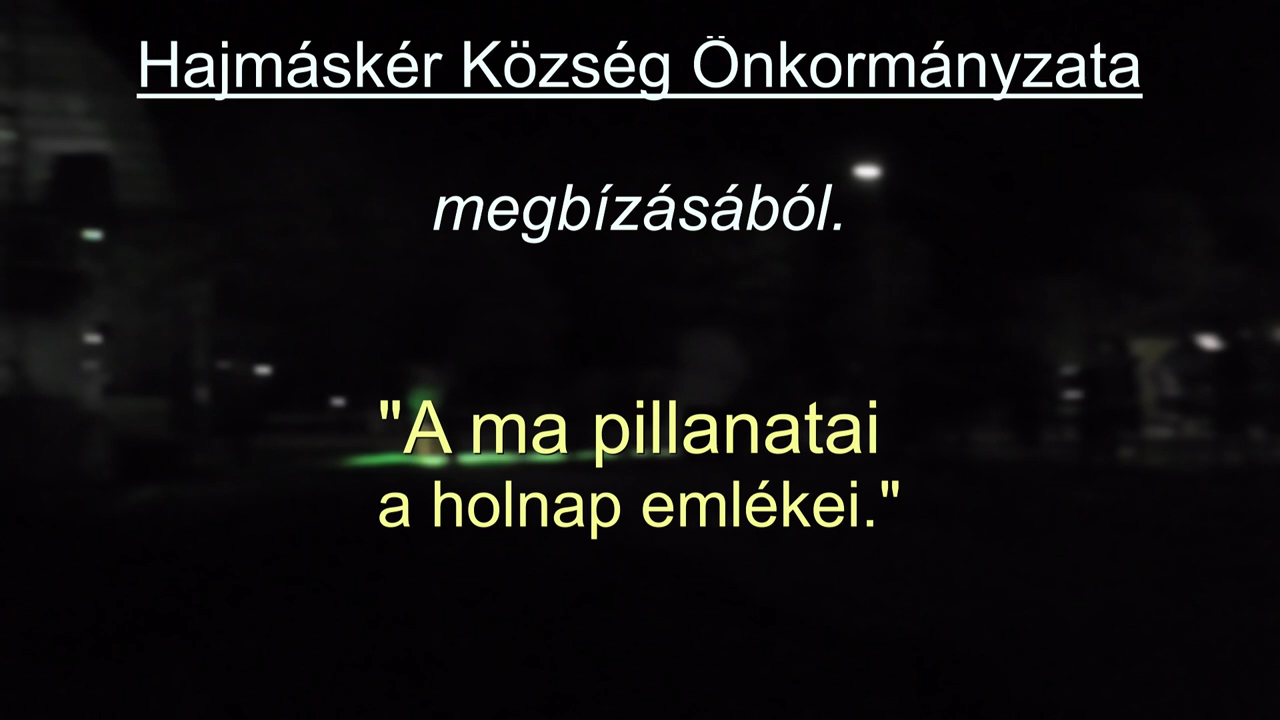 Hajmáskér Község Önkormányzata
megbízásából.
"A ma pillanatai
a holnap emlékei."